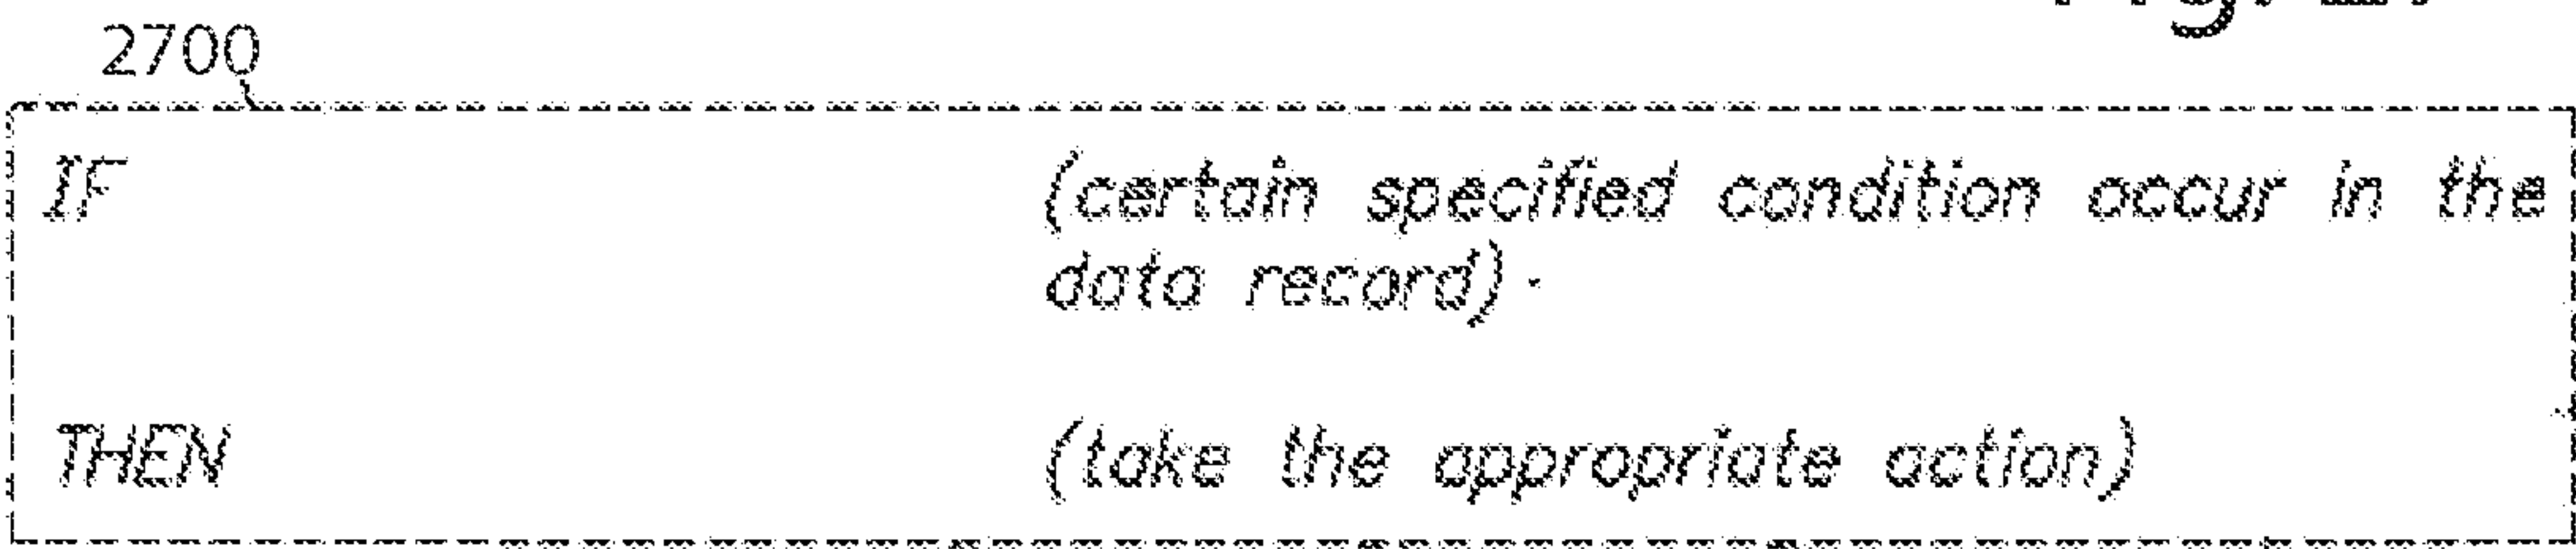 2700
IF (certain specified condition occur in the
data record)
THEN (take the appropriate action)